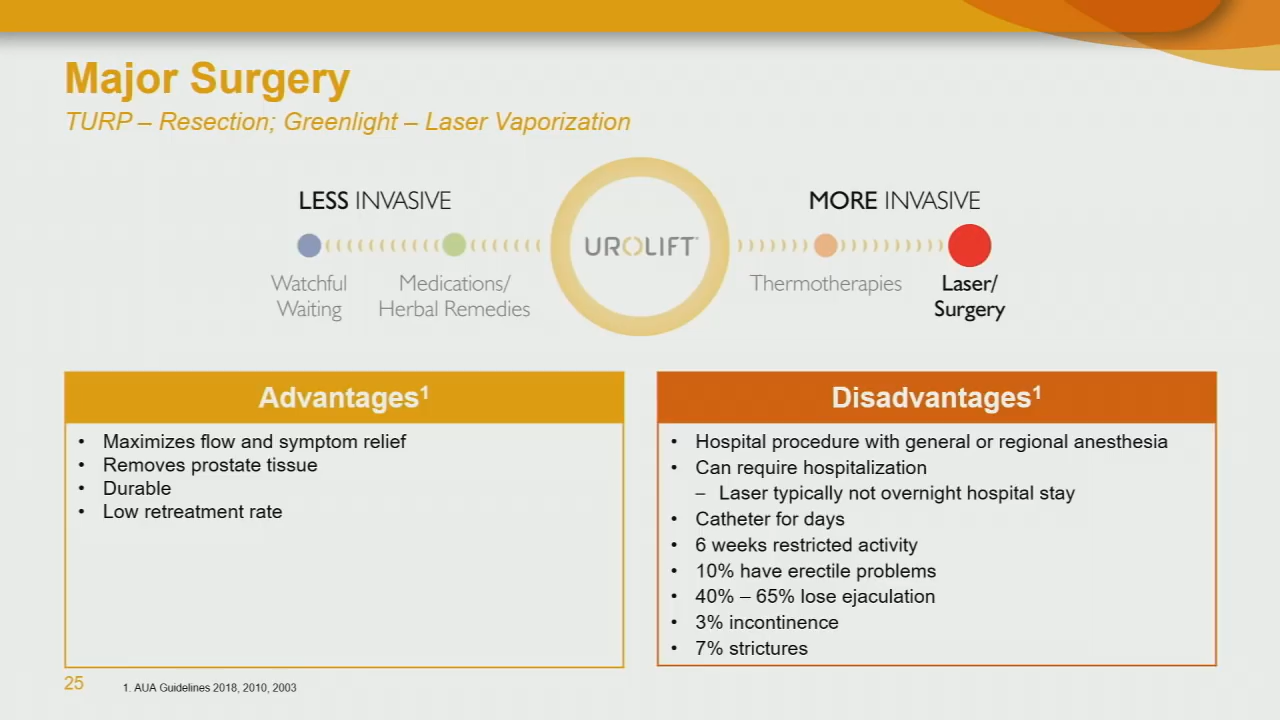 Major Surgery
TURP – Resection; Greenlight – Laser Vaporization
LESS INVASIVE
MORE INVASIVE
UROLIFT
Watchful
Waiting
Medications/
Herbal Remedies
Thermotherapies
Laser/
Surgery
Advantages¹
• Maximizes flow and symptom relief
• Removes prostate tissue
• Durable
• Low retreatment rate
Disadvantages¹
• Hospital procedure with general or regional anesthesia
• Can require hospitalization
– Laser typically not overnight hospital stay
• Catheter for days
• 6 weeks restricted activity
• 10% have erectile problems
• 40% – 65% lose ejaculation
• 3% incontinence
• 7% strictures
25
1. AUA Guidelines 2018, 2010, 2003